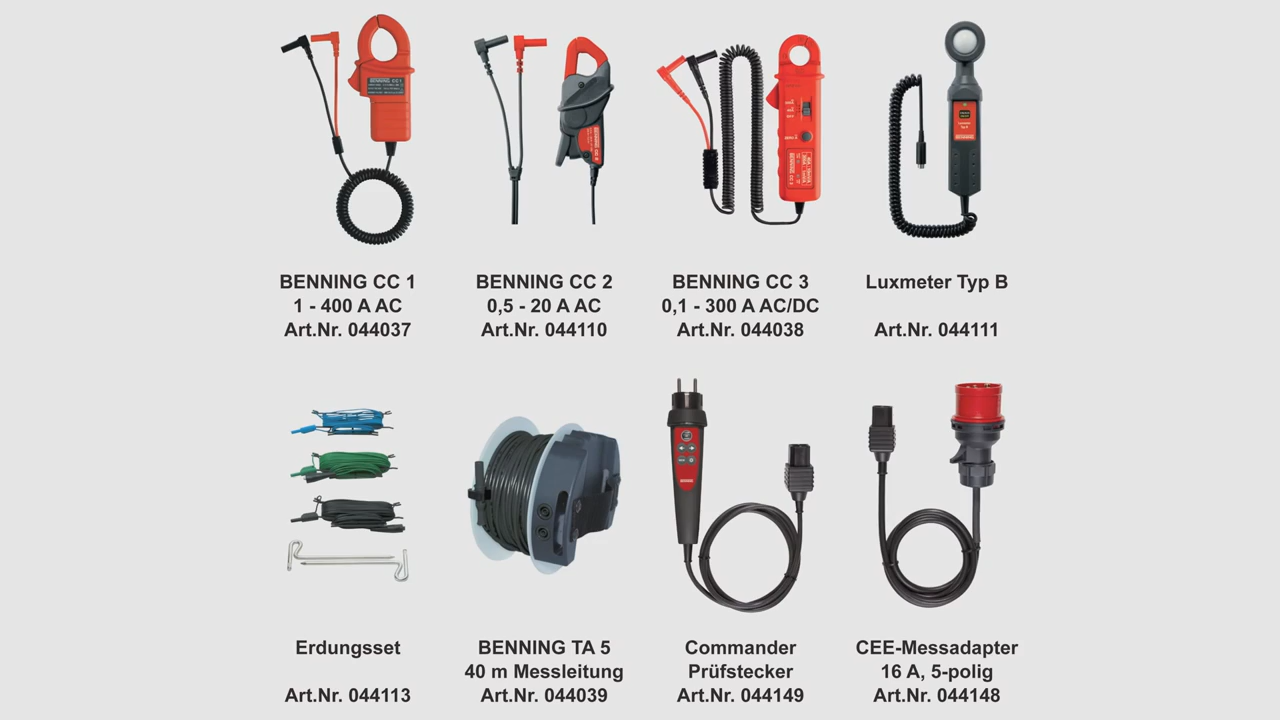 BENNING CC 1
1 - 400 A AC
Art.Nr. 044037
BENNING CC 2
0,5 - 20 A AC
Art.Nr. 044110
BENNING CC 3
0,1 - 300 A AC/DC
Art.Nr. 044038
Luxmeter Typ B
Art.Nr. 044111
Erdungsset
Art.Nr. 044113
BENNING TA 5
40 m Messleitung
Art.Nr. 044039
Commander
Prüfstecker
Art.Nr. 044149
CEE-Messadapter
16 A, 5-polig
Art.Nr. 044148